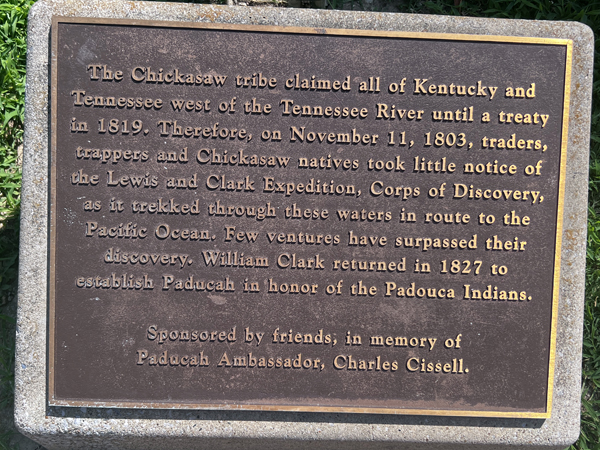 The Chickasaw tribe claimed all of Kentucky and
Tennessee west of the Tennessee River until a treaty
in 1819. Therefore, on November 11, 1803, traders,
trappers and Chickasaw natives took little notice of
the Lewis and Clark Expedition, Corps of Discovery,
as it trekked through these waters in route to the
Pacific Ocean. Few ventures have surpassed their
discovery. William Clark returned in 1827 to
establish Paducah in honor of the Padouca Indians.
Sponsored by friends, in memory of
Paducah Ambassador, Charles Cissell.